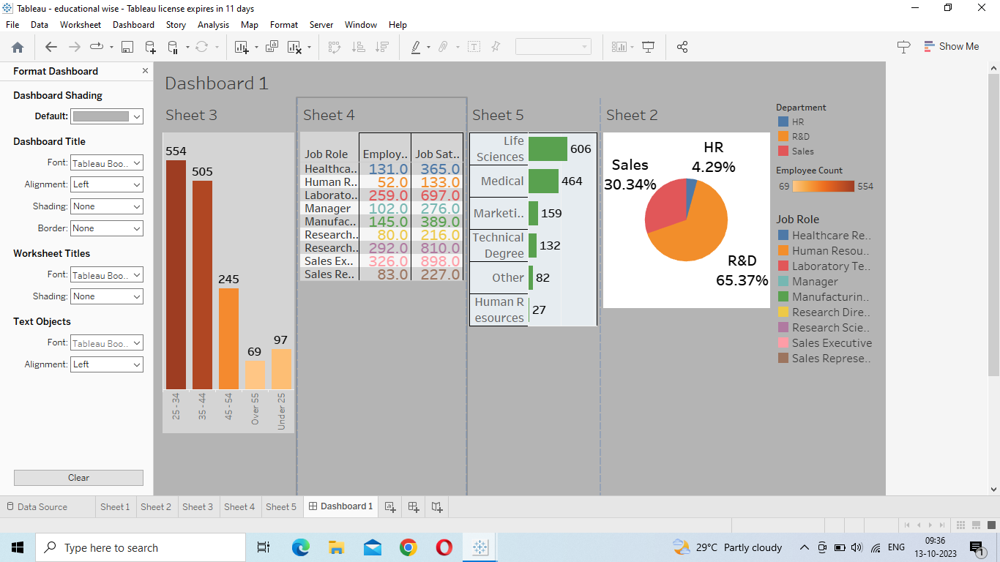 Tableau - educational wise - Tableau license expires in 11 days
File Data Worksheet Dashboard Story Analysis Map Format Server Window Help
Show Me
Format Dashboard
Dashboard Shading
Default:
Dashboard Title
Font: Tableau Boo..
Alignment: Left
Shading: None
Border: None
Worksheet Titles
Font: Tableau Boo..
Shading: None
Text Objects
Font: Tableau Boo..
Alignment: Left
Clear
Dashboard 1
Sheet 3
554
505
245
69
97
25 - 34
35 - 44
45 - 54
Over 55
Under 25
Sheet 4
Job Role Employ.. Job Sat..
Healthca.. 131.0 365.0
Human R.. 52.0 133.0
Laborato.. 259.0 697.0
Manager 102.0 276.0
Manufac.. 145.0 389.0
Research.. 80.0 216.0
Research.. 292.0 810.0
Sales Ex.. 326.0 898.0
Sales Re.. 83.0 227.0
Sheet 5
Life
Sciences 606
Medical 464
Marketi.. 159
Technical
Degree 132
Other 82
Human R
esources 27
Sheet 2
HR
4.29%
Sales
30.34%
R&D
65.37%
Department
HR
R&D
Sales
Employee Count
69 554
Job Role
Healthcare Re..
Human Resou..
Laboratory Te..
Manager
Manufacturin..
Research Dire..
Research Scie..
Sales Executive
Sales Represe..
Data Source Sheet 1 Sheet 2 Sheet 3 Sheet 4 Sheet 5 Dashboard 1
Type here to search
29°C Partly cloudy
ENG
09:36
13-10-2023
1